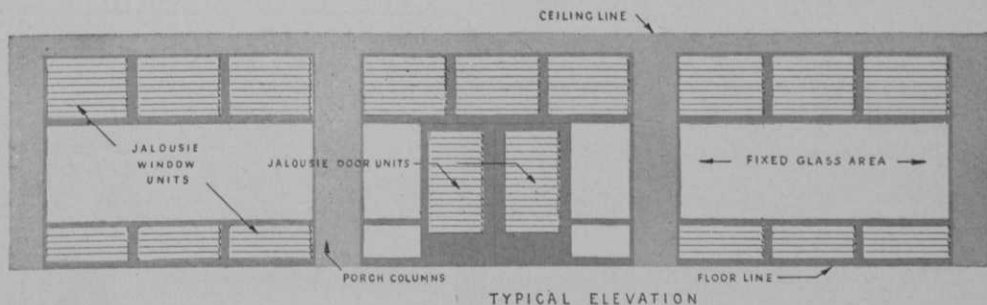 CEILING LINE
JALOUSIE
WINDOW
UNITS
JALOUSIE DOOR UNITS
FIXED GLASS AREA
PORCH COLUMNS
FLOOR LINE
TYPICAL ELEVATION